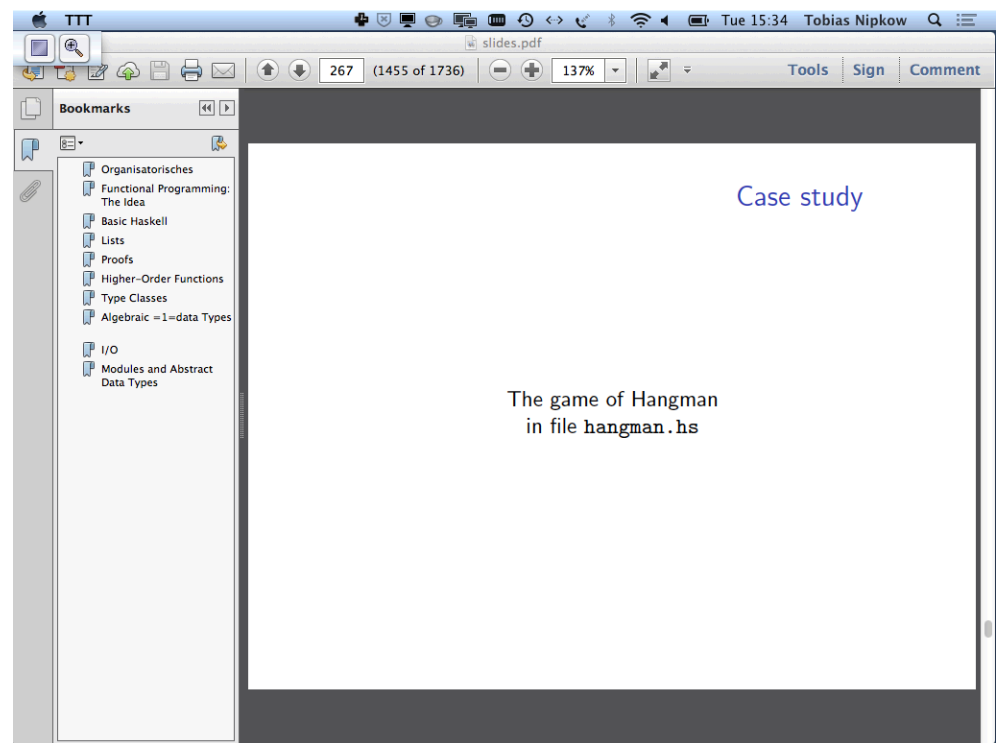 TTT
Tue 15:34 Tobias Nipkow
slides.pdf
267 (1455 of 1736) 137% Tools Sign Comment
Bookmarks
Organisatorisches
Functional Programming:
The Idea
Basic Haskell
Lists
Proofs
Higher-Order Functions
Type Classes
Algebraic =1=data Types
I/O
Modules and Abstract
Data Types
Case study
The game of Hangman
in file hangman.hs